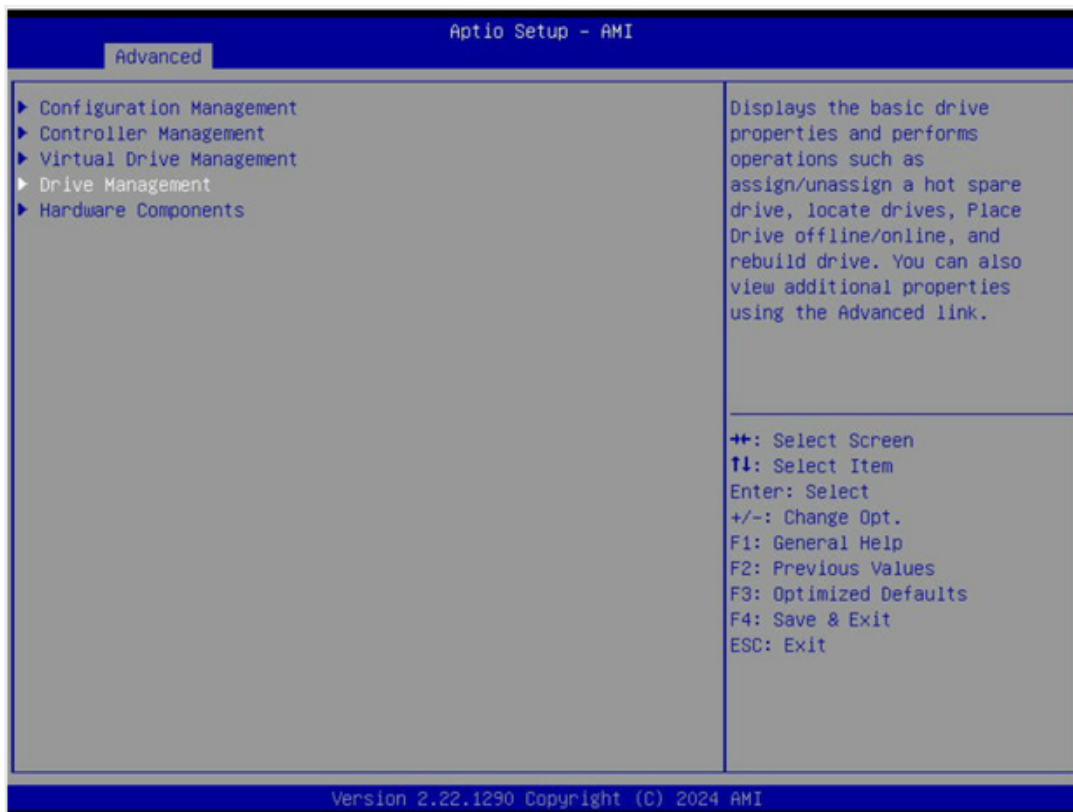 Aptio Setup – AMI
Advanced
Configuration Management
Controller Management
Virtual Drive Management
Drive Management
Hardware Components
Displays the basic drive
properties and performs
operations such as
assign/unassign a hot spare
drive, locate drives, Place
Drive offline/online, and
rebuild drive. You can also
view additional properties
using the Advanced link.
→←: Select Screen
↑↓: Select Item
Enter: Select
+/-: Change Opt.
F1: General Help
F2: Previous Values
F3: Optimized Defaults
F4: Save & Exit
ESC: Exit
Version 2.22.1290 Copyright (C) 2024 AMI